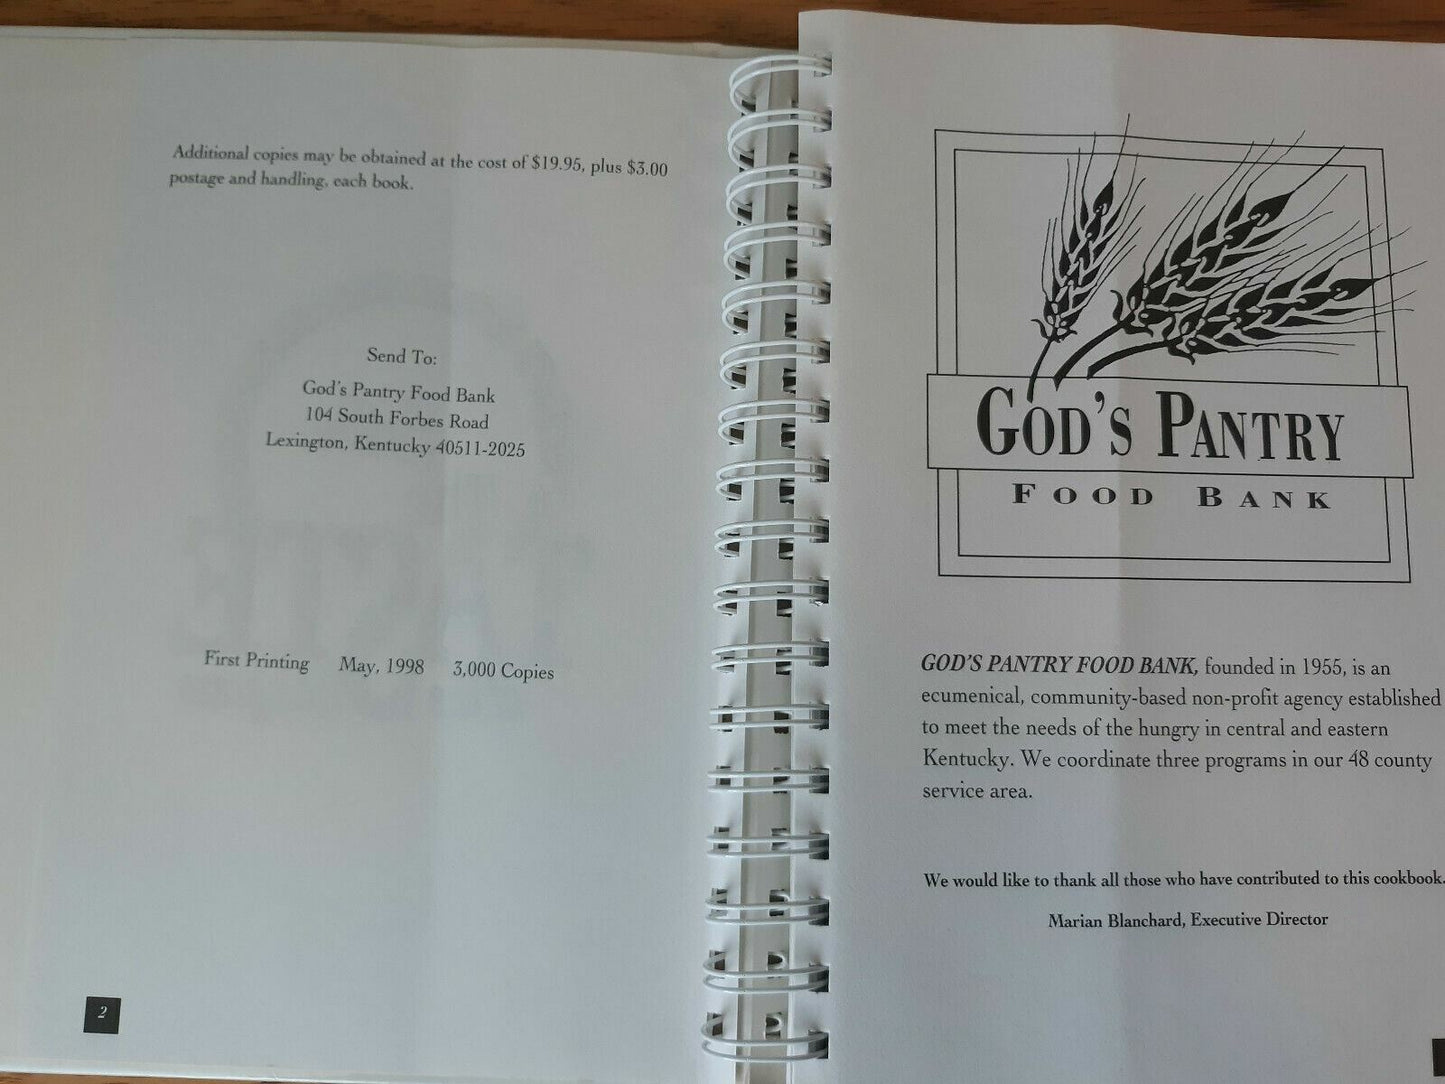 Additional copies may be obtained at the cost of $19.95, plus $3.00
postage and handling, each book.
Send To:
God's Pantry Food Bank
104 South Forbes Road
Lexington, Kentucky 40511-2025
First Printing May, 1998 3,000 Copies
2
GOD'S PANTRY
FOOD BANK
GOD'S PANTRY FOOD BANK, founded in 1955, is an
ecumenical, community-based non-profit agency established
to meet the needs of the hungry in central and eastern
Kentucky. We coordinate three programs in our 48 county
service area.
We would like to thank all those who have contributed to this cookbook.
Marian Blanchard, Executive Director